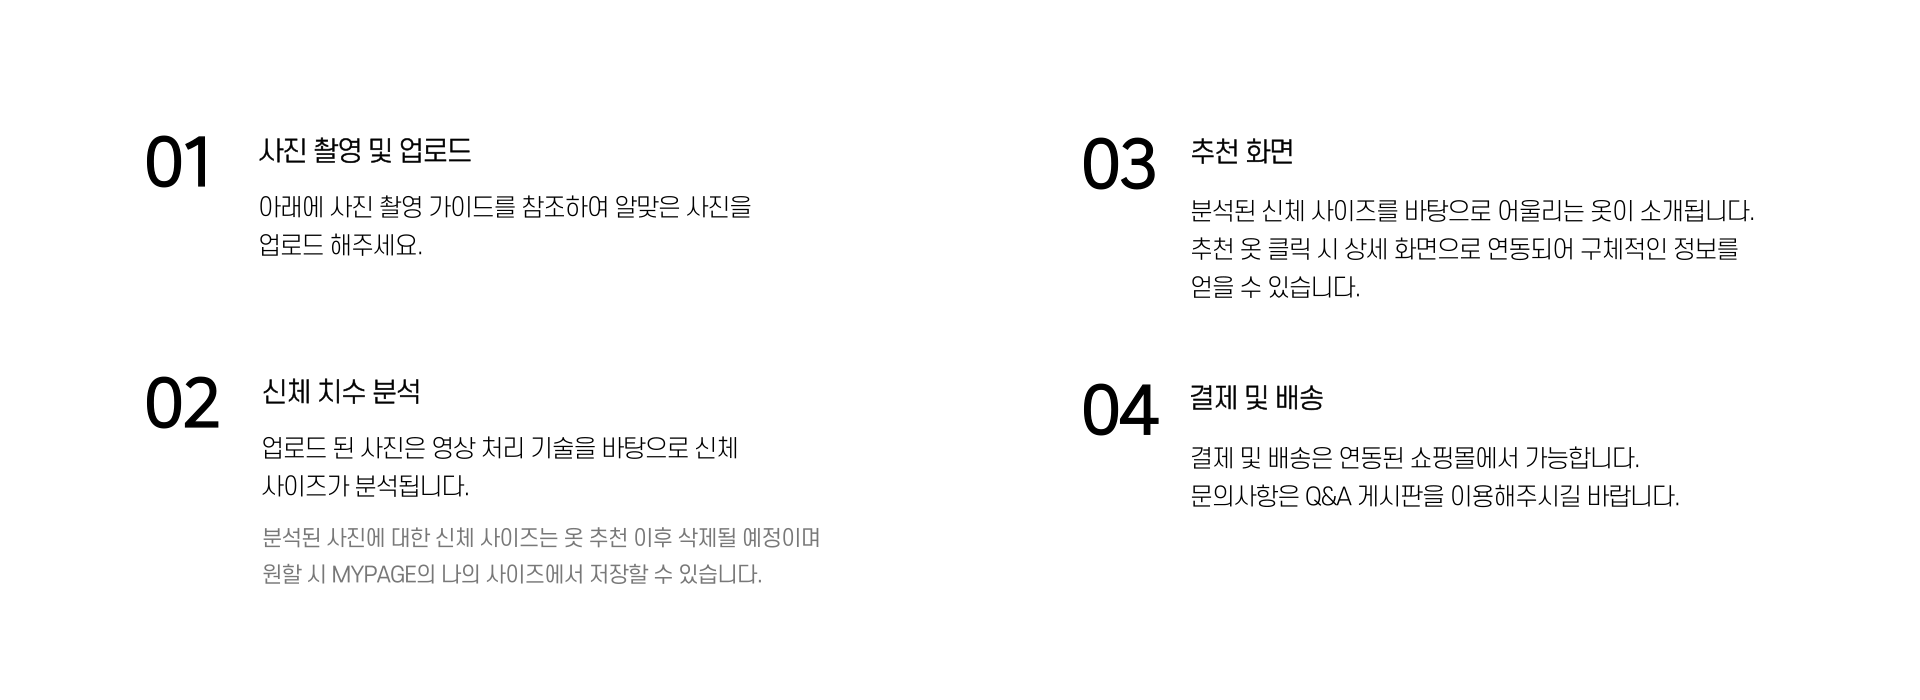 01
사진 촬영 및 업로드
아래에 사진 촬영 가이드를 참조하여 알맞은 사진을
업로드 해주세요.
02
신체 치수 분석
업로드 된 사진은 영상 처리 기술을 바탕으로 신체
사이즈가 분석됩니다.
분석된 사진에 대한 신체 사이즈는 옷 추천 이후 삭제될 예정이며
원할 시 MYPAGE의 나의 사이즈에서 저장할 수 있습니다.
03
추천 화면
분석된 신체 사이즈를 바탕으로 어울리는 옷이 소개됩니다.
추천 옷 클릭 시 상세 화면으로 연동되어 구체적인 정보를
얻을 수 있습니다.
04
결제 및 배송
결제 및 배송은 연동된 쇼핑몰에서 가능합니다.
문의사항은 Q&A 게시판을 이용해주시길 바랍니다.